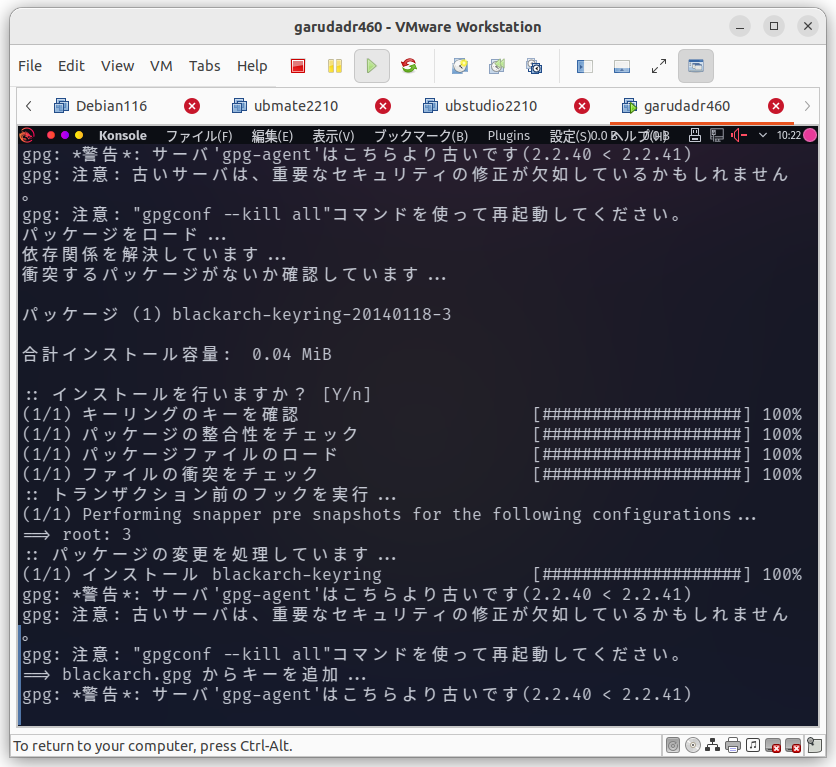 garudadr460 - VMware Workstation
File Edit View VM Tabs Help
Debian116 ubmate2210 ubstudio2210 garudadr460
Konsole ファイル(F) 編集(E) 表示(V) ブックマーク(B) Plugins 設定(S) ヘルプ(H) 10:22
gpg: *警告*: サーバ'gpg-agent'はこちらより古いです(2.2.40 < 2.2.41)
gpg: 注意: 古いサーバは、重要なセキュリティの修正が欠如しているかもしれません
。
gpg: 注意: "gpgconf --kill all"コマンドを使って再起動してください。
パッケージをロード...
依存関係を解決しています...
衝突するパッケージがないか確認しています...
パッケージ (1) blackarch-keyring-20140118-3
合計インストール容量: 0.04 MiB
:: インストールを行いますか？ [Y/n]
(1/1) キーリングのキーを確認 [####################] 100%
(1/1) パッケージの整合性をチェック [####################] 100%
(1/1) パッケージファイルのロード [####################] 100%
(1/1) ファイルの衝突をチェック [####################] 100%
:: トランザクション前のフックを実行...
(1/1) Performing snapper pre snapshots for the following configurations...
==> root: 3
:: パッケージの変更を処理しています...
(1/1) インストール blackarch-keyring [####################] 100%
gpg: *警告*: サーバ'gpg-agent'はこちらより古いです(2.2.40 < 2.2.41)
gpg: 注意: 古いサーバは、重要なセキュリティの修正が欠如しているかもしれません
。
gpg: 注意: "gpgconf --kill all"コマンドを使って再起動してください。
==> blackarch.gpg からキーを追加...
gpg: *警告*: サーバ'gpg-agent'はこちらより古いです(2.2.40 < 2.2.41)
To return to your computer, press Ctrl-Alt.